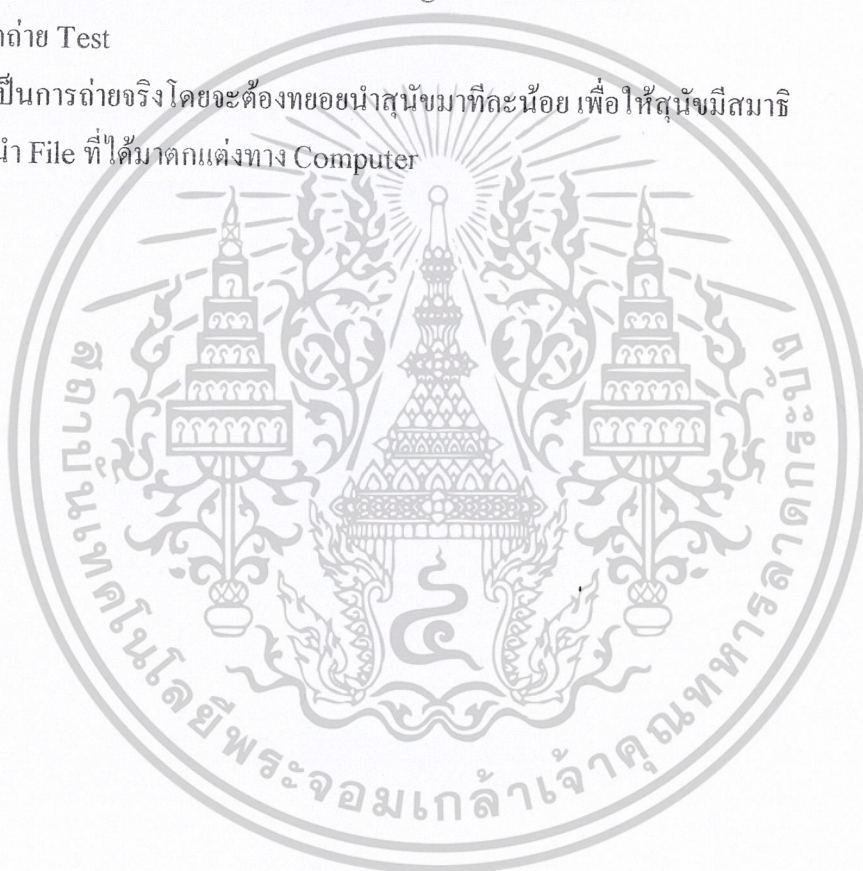 ถ่าย Test
เป็นการถ่ายจริงโดยจะต้องทยอยนำสุนัขมาทีละน้อย เพื่อให้สุนัขมีสมาธิ
นำ File ที่ได้มาตกแต่งทาง Computer
สถาบันเทคโนโลยีพระจอมเกล้าเจ้าคุณทหารลาดกระบัง
๔